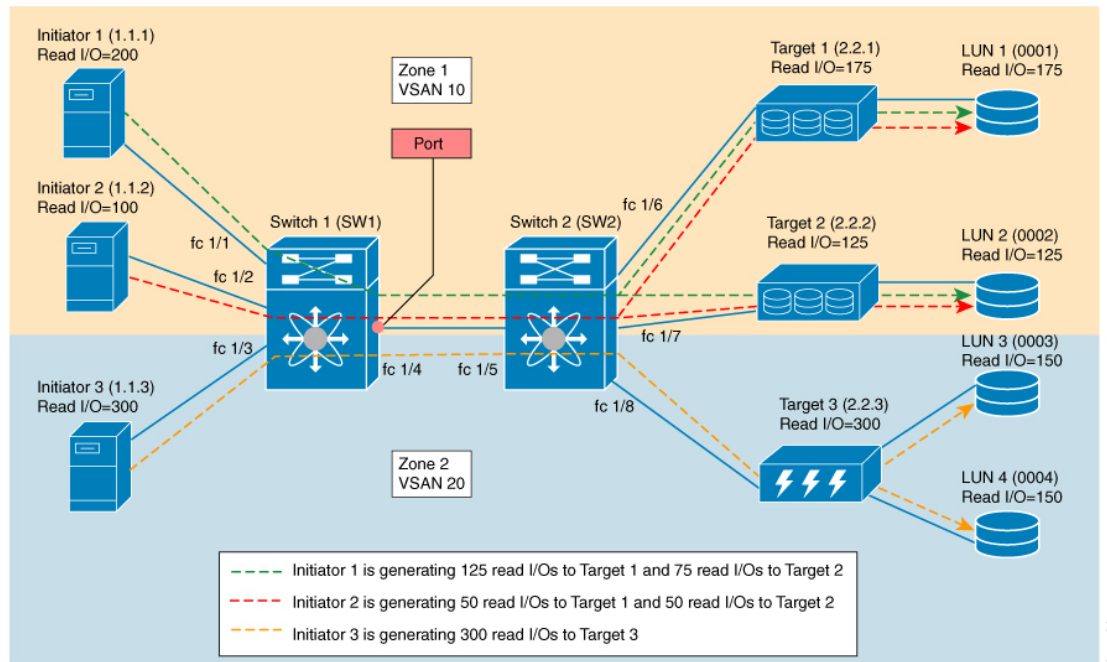 Initiator 1 (1.1.1)
Read I/O=200
Zone 1
VSAN 10
Port
Target 1 (2.2.1)
Read I/O=175
LUN 1 (0001)
Read I/O=175
Initiator 2 (1.1.2)
Read I/O=100
Switch 1 (SW1)
Switch 2 (SW2)
fc 1/1
fc 1/2
fc 1/3
fc 1/4
fc 1/5
fc 1/6
fc 1/7
fc 1/8
Target 2 (2.2.2)
Read I/O=125
LUN 2 (0002)
Read I/O=125
Initiator 3 (1.1.3)
Read I/O=300
Zone 2
VSAN 20
Target 3 (2.2.3)
Read I/O=300
LUN 3 (0003)
Read I/O=150
LUN 4 (0004)
Read I/O=150
Initiator 1 is generating 125 read I/Os to Target 1 and 75 read I/Os to Target 2
Initiator 2 is generating 50 read I/Os to Target 1 and 50 read I/Os to Target 2
Initiator 3 is generating 300 read I/Os to Target 3